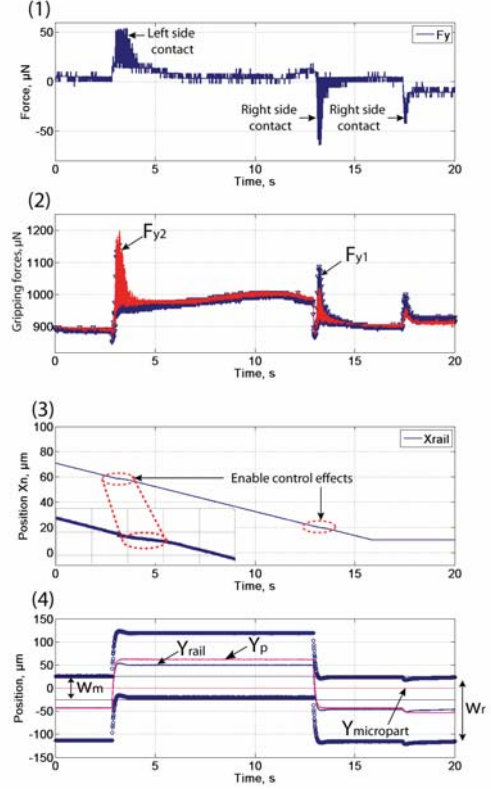 (1)
50
0
-50
Force, µN
Left side
contact
Fy
Right side
contact
Right side
contact
0
5
10
15
20
Time, s
(2)
1200
1100
1000
900
Gripping forces, µN
Fy2
Fy1
0
5
10
15
20
Time, s
(3)
100
80
60
40
20
0
Position Xn, µm
Xrail
Enable control effects
0
5
10
15
20
Time, s
(4)
150
100
50
0
-50
-100
-150
Position, µm
Yrail
Yp
Wm
Wr
Ymicropart
0
5
10
15
20
Time, s